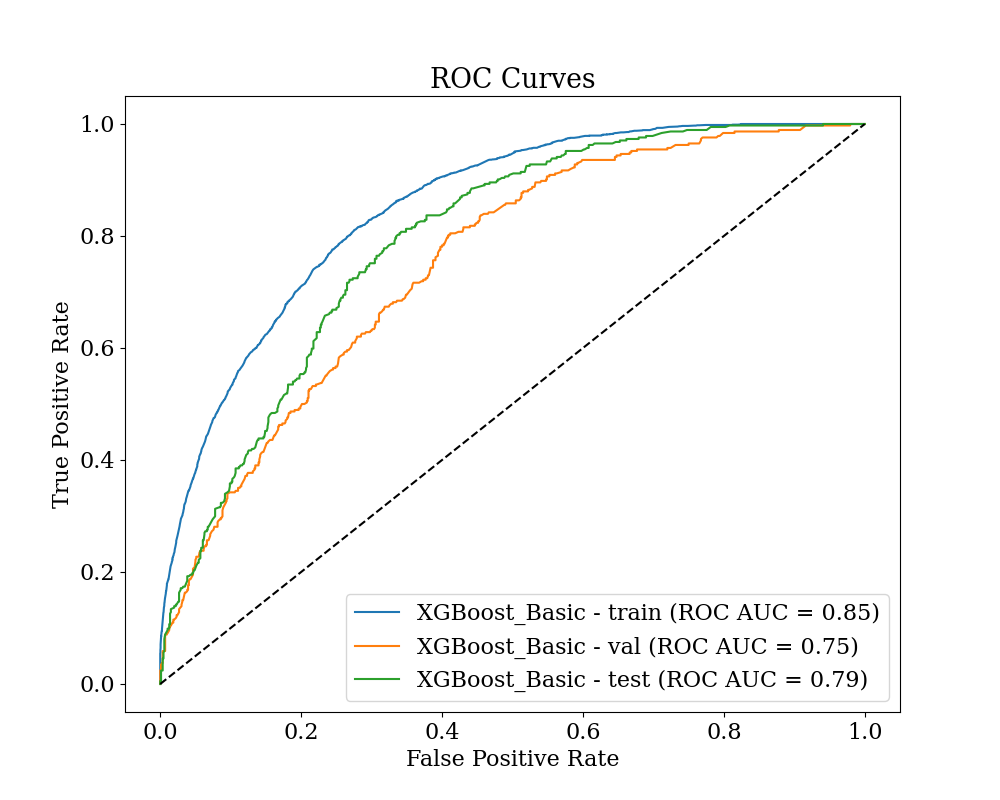 ROC Curves
1.0
0.8
0.6
0.4
0.2
0.0
True Positive Rate
XGBoost_Basic - train (ROC AUC = 0.85)
XGBoost_Basic - val (ROC AUC = 0.75)
XGBoost_Basic - test (ROC AUC = 0.79)
0.0 0.2 0.4 0.6 0.8 1.0
False Positive Rate